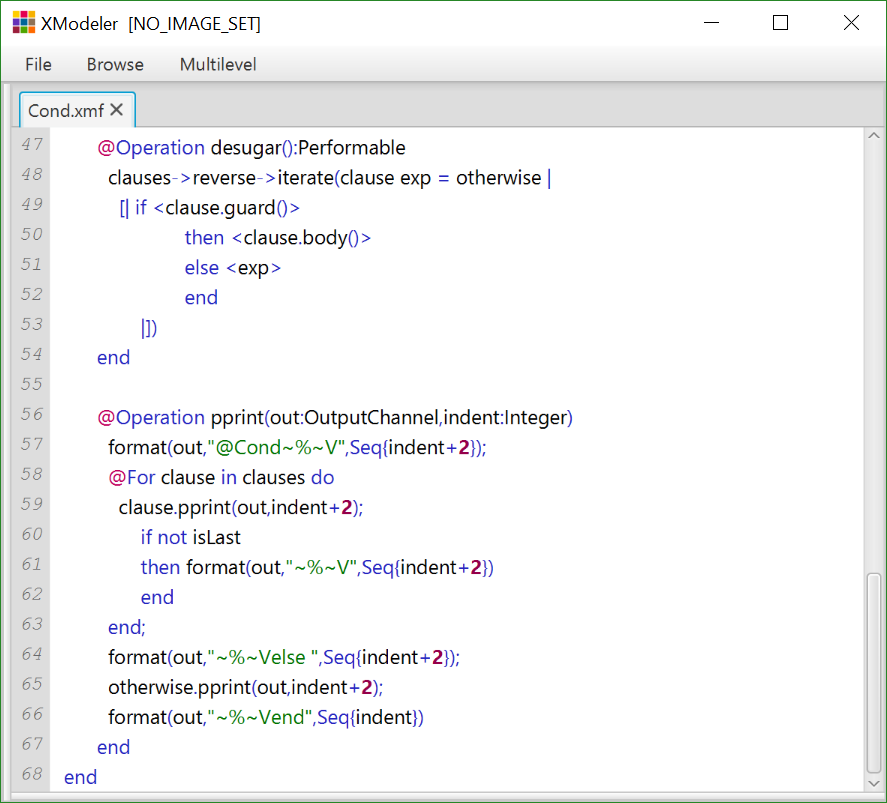 XModeler [NO_IMAGE_SET]
File Browse Multilevel
Cond.xmf
47 @Operation desugar():Performable
48 clauses->reverse->iterate(clause exp = otherwise |
49 [| if <clause.guard()>
50 then <clause.body()>
51 else <exp>
52 end
53 |])
54 end
55
56 @Operation pprint(out:OutputChannel,indent:Integer)
57 format(out,"@Cond~%~V",Seq{indent+2});
58 @For clause in clauses do
59 clause.pprint(out,indent+2);
60 if not isLast
61 then format(out,"~%~V",Seq{indent+2})
62 end
63 end;
64 format(out,"~%~Velse ",Seq{indent+2});
65 otherwise.pprint(out,indent+2);
66 format(out,"~%~Vend",Seq{indent})
67 end
68 end